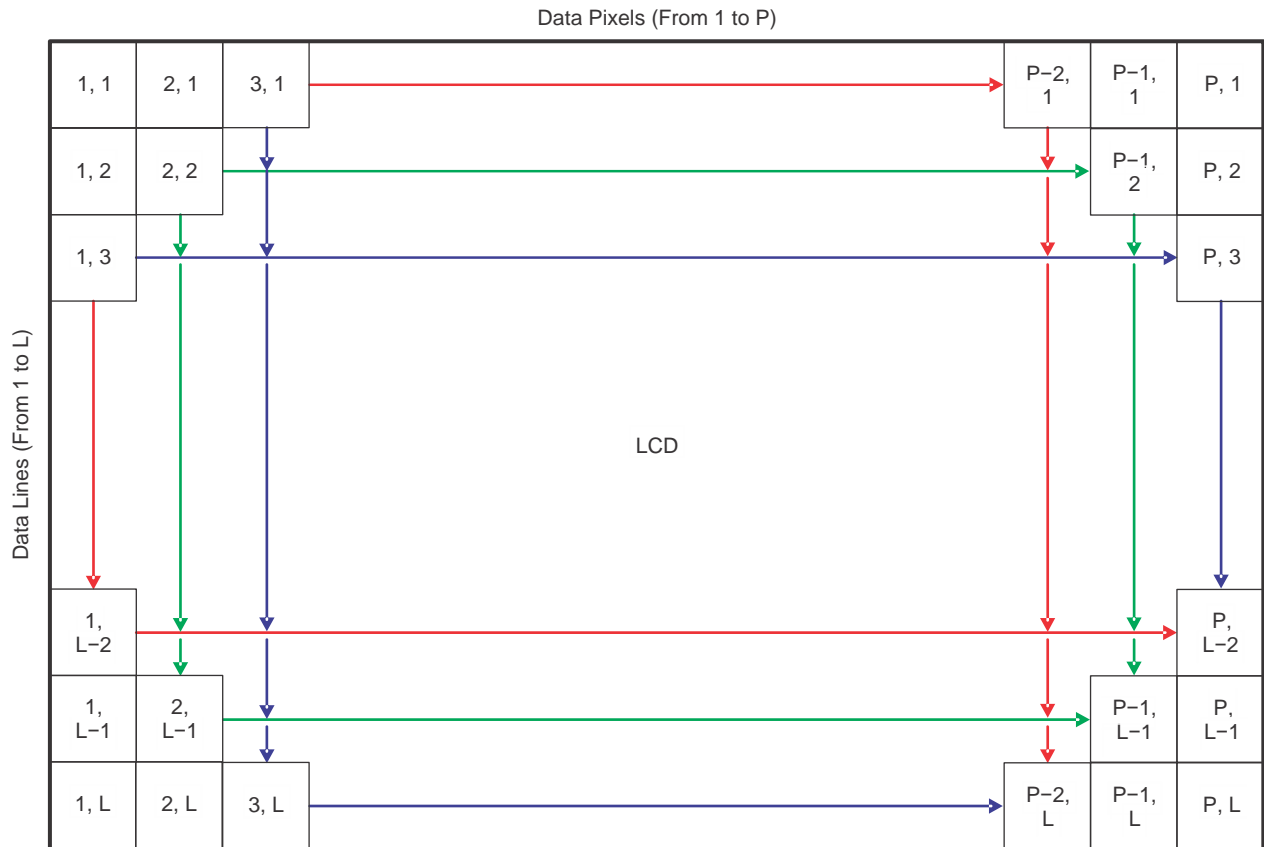 Data Pixels (From 1 to P)
1, 1
2, 1
3, 1
P−2,
1
P−1,
1
P, 1
1, 2
2, 2
P−1,
2
P, 2
1, 3
P, 3
Data Lines (From 1 to L)
LCD
1,
L−2
P,
L−2
1,
L−1
2,
L−1
P−1,
L−1
P,
L−1
1, L
2, L
3, L
P−2,
L
P−1,
L
P, L